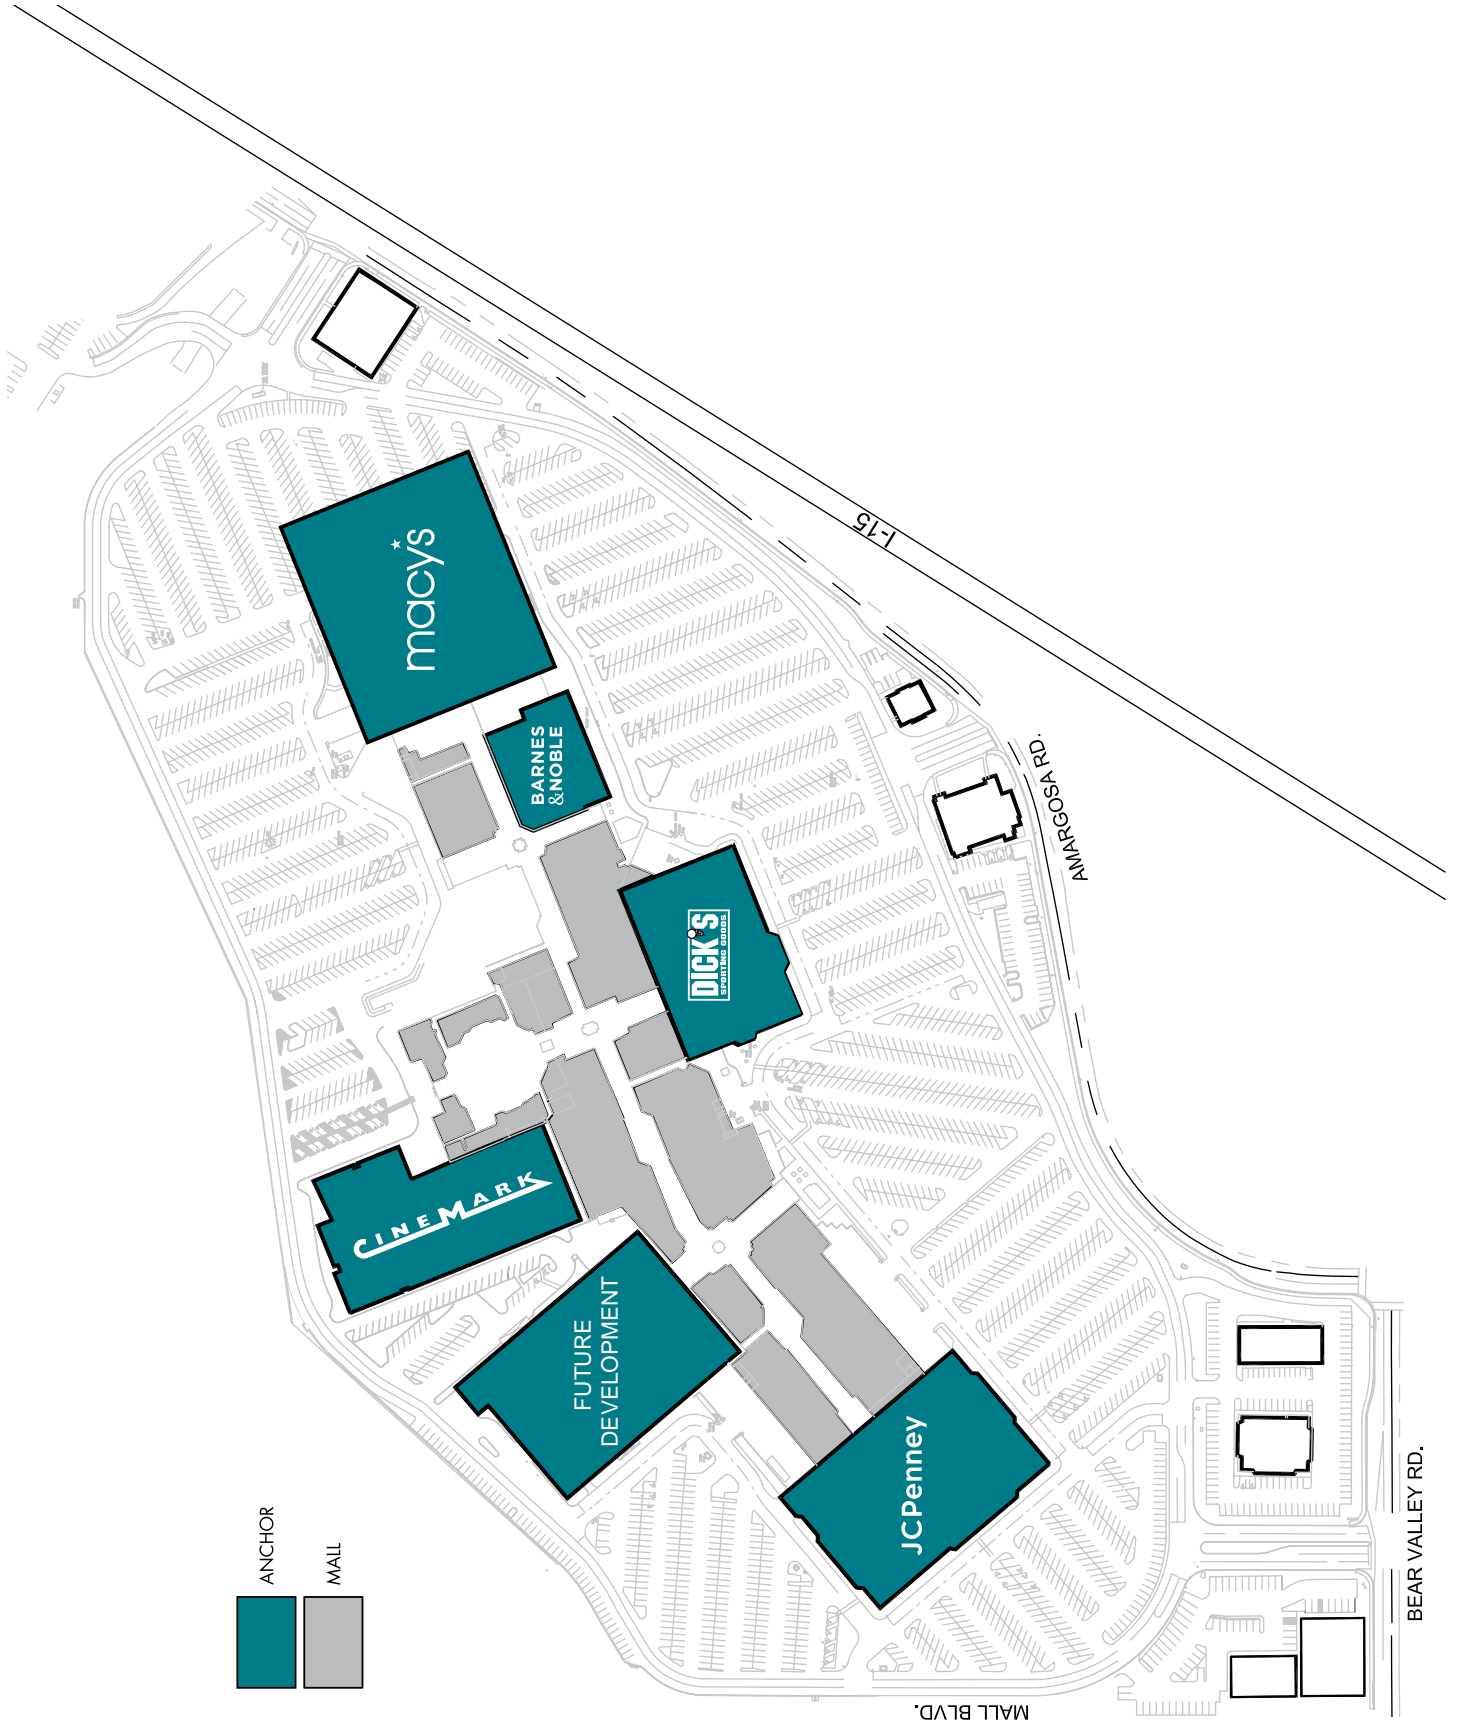 macys
BARNES
&NOBLE
DICK'S
SPORTING GOODS
CINEMARK
FUTURE
DEVELOPMENT
JCPenney
I-15
AMARGOSA RD.
BEAR VALLEY RD.
MALL BLVD.
ANCHOR
MALL